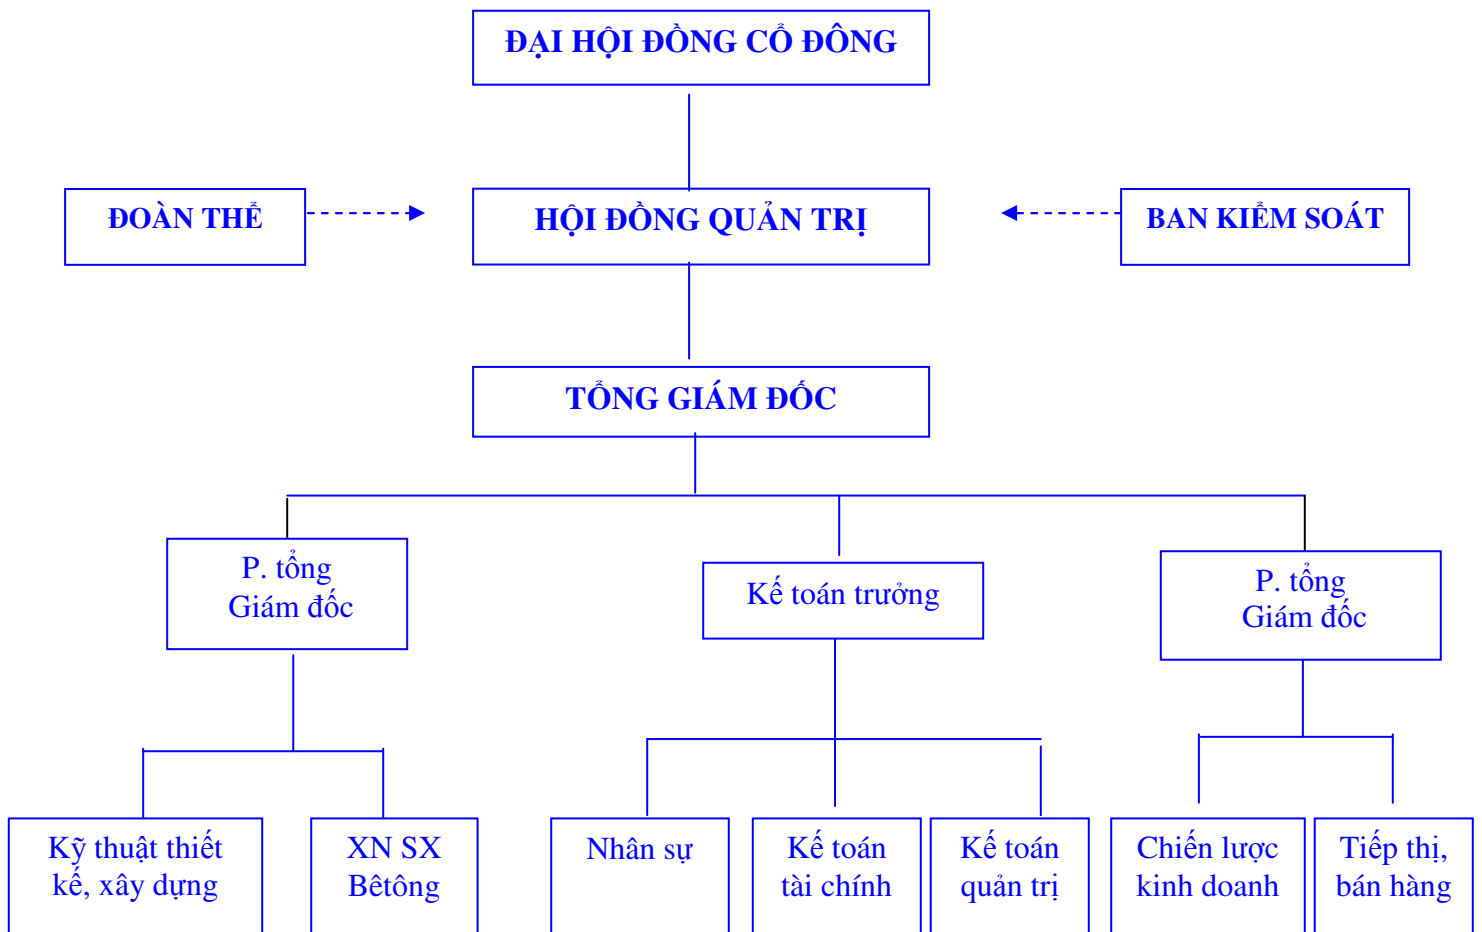 ĐẠI HỘI ĐỒNG CỔ ĐÔNG
ĐOÀN THỂ
HỘI ĐỒNG QUẢN TRỊ
BAN KIỂM SOÁT
TỔNG GIÁM ĐỐC
P. tổng
Giám đốc
Kế toán trưởng
P. tổng
Giám đốc
Kỹ thuật thiết
kế, xây dựng
XN SX
Bêtông
Nhân sự
Kế toán
tài chính
Kế toán
quản trị
Chiến lược
kinh doanh
Tiếp thị,
bán hàng